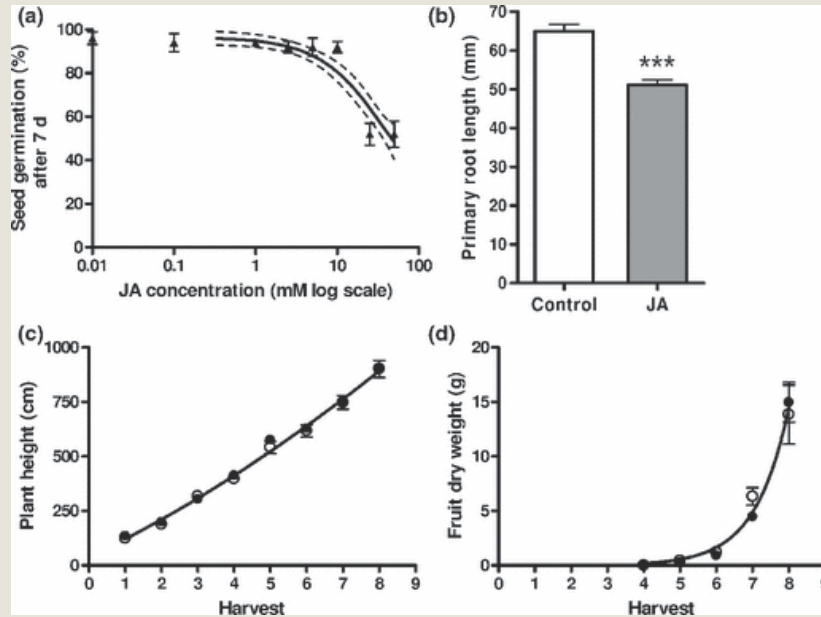 (a)
100
80
60
40
20
0
Seed germination (%)
after 7 d
0.01 0.1 1 10 100
JA concentration (mM log scale)
(b)
70
60
50
40
30
20
10
0
Primary root length (mm)
***
Control JA
(c)
1000
750
500
250
0
Plant height (cm)
0 1 2 3 4 5 6 7 8 9
Harvest
(d)
20
15
10
5
0
Fruit dry weight (g)
0 1 2 3 4 5 6 7 8 9
Harvest